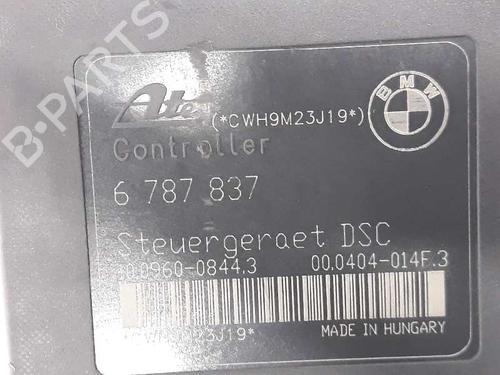 B-PARTS
Ate (*CWH9M23J19*) BMW
Controller
6 787 837
Steuergeraet DSC
10.0960-0844.3 00.0404-014F.3
*CWH9M23J19* MADE IN HUNGARY